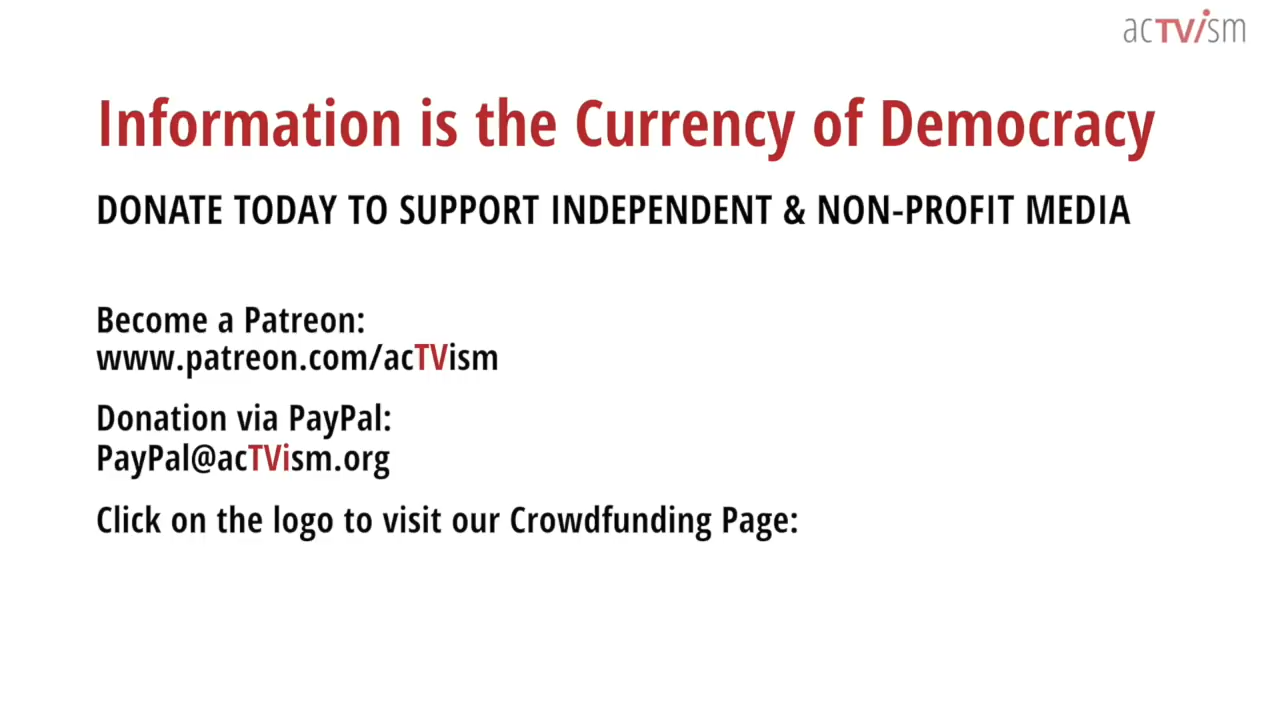 acTVism
Information is the Currency of Democracy
DONATE TODAY TO SUPPORT INDEPENDENT & NON-PROFIT MEDIA
Become a Patreon:
www.patreon.com/acTVism
Donation via PayPal:
PayPal@acTVism.org
Click on the logo to visit our Crowdfunding Page: